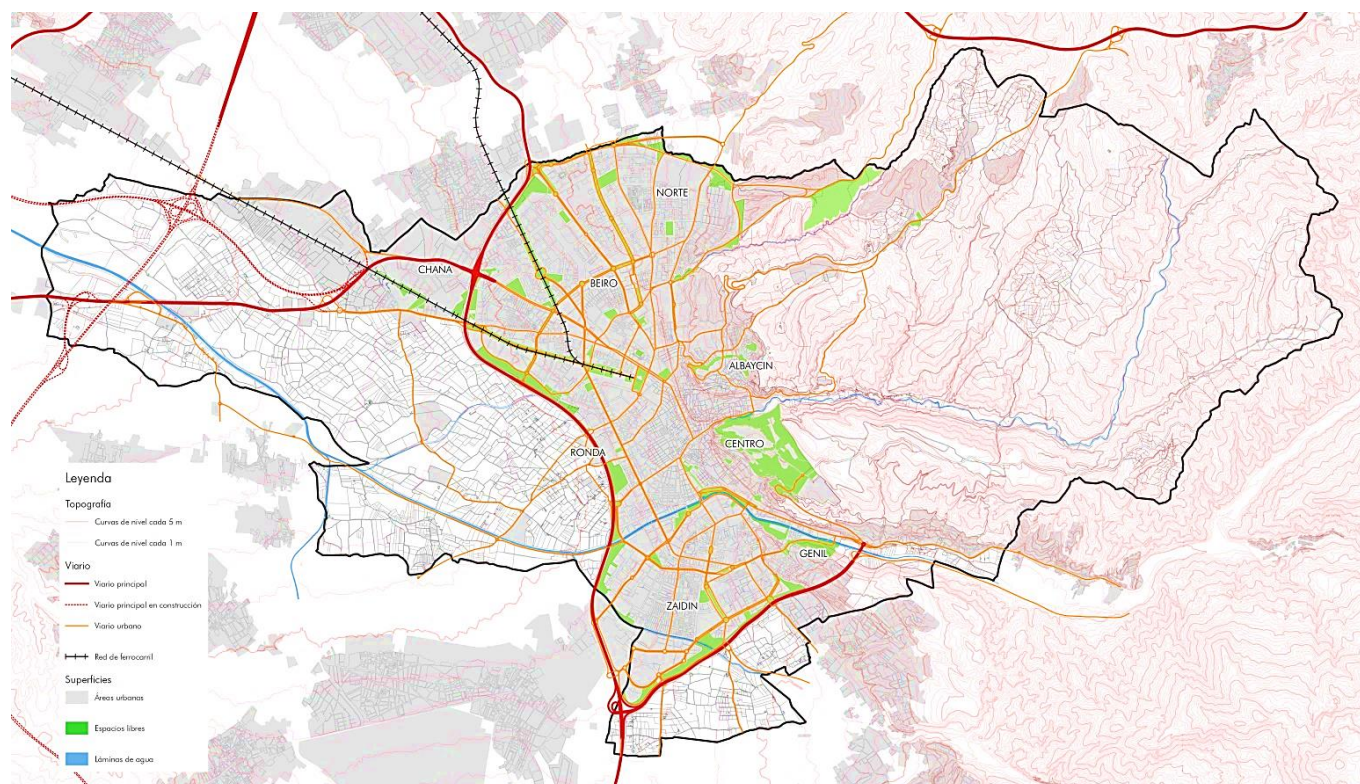 NORTE
CHANA
BEIRO
ALBAYCIN
CENTRO
RONDA
GENIL
ZAIDIN
Leyenda
Topografía
Curvas de nivel cada 5 m
Curvas de nivel cada 1 m
Viario
Viario principal
Viario principal en construcción
Viario urbano
Red de ferrocarril
Superficies
Áreas urbanas
Espacios libres
Láminas de agua